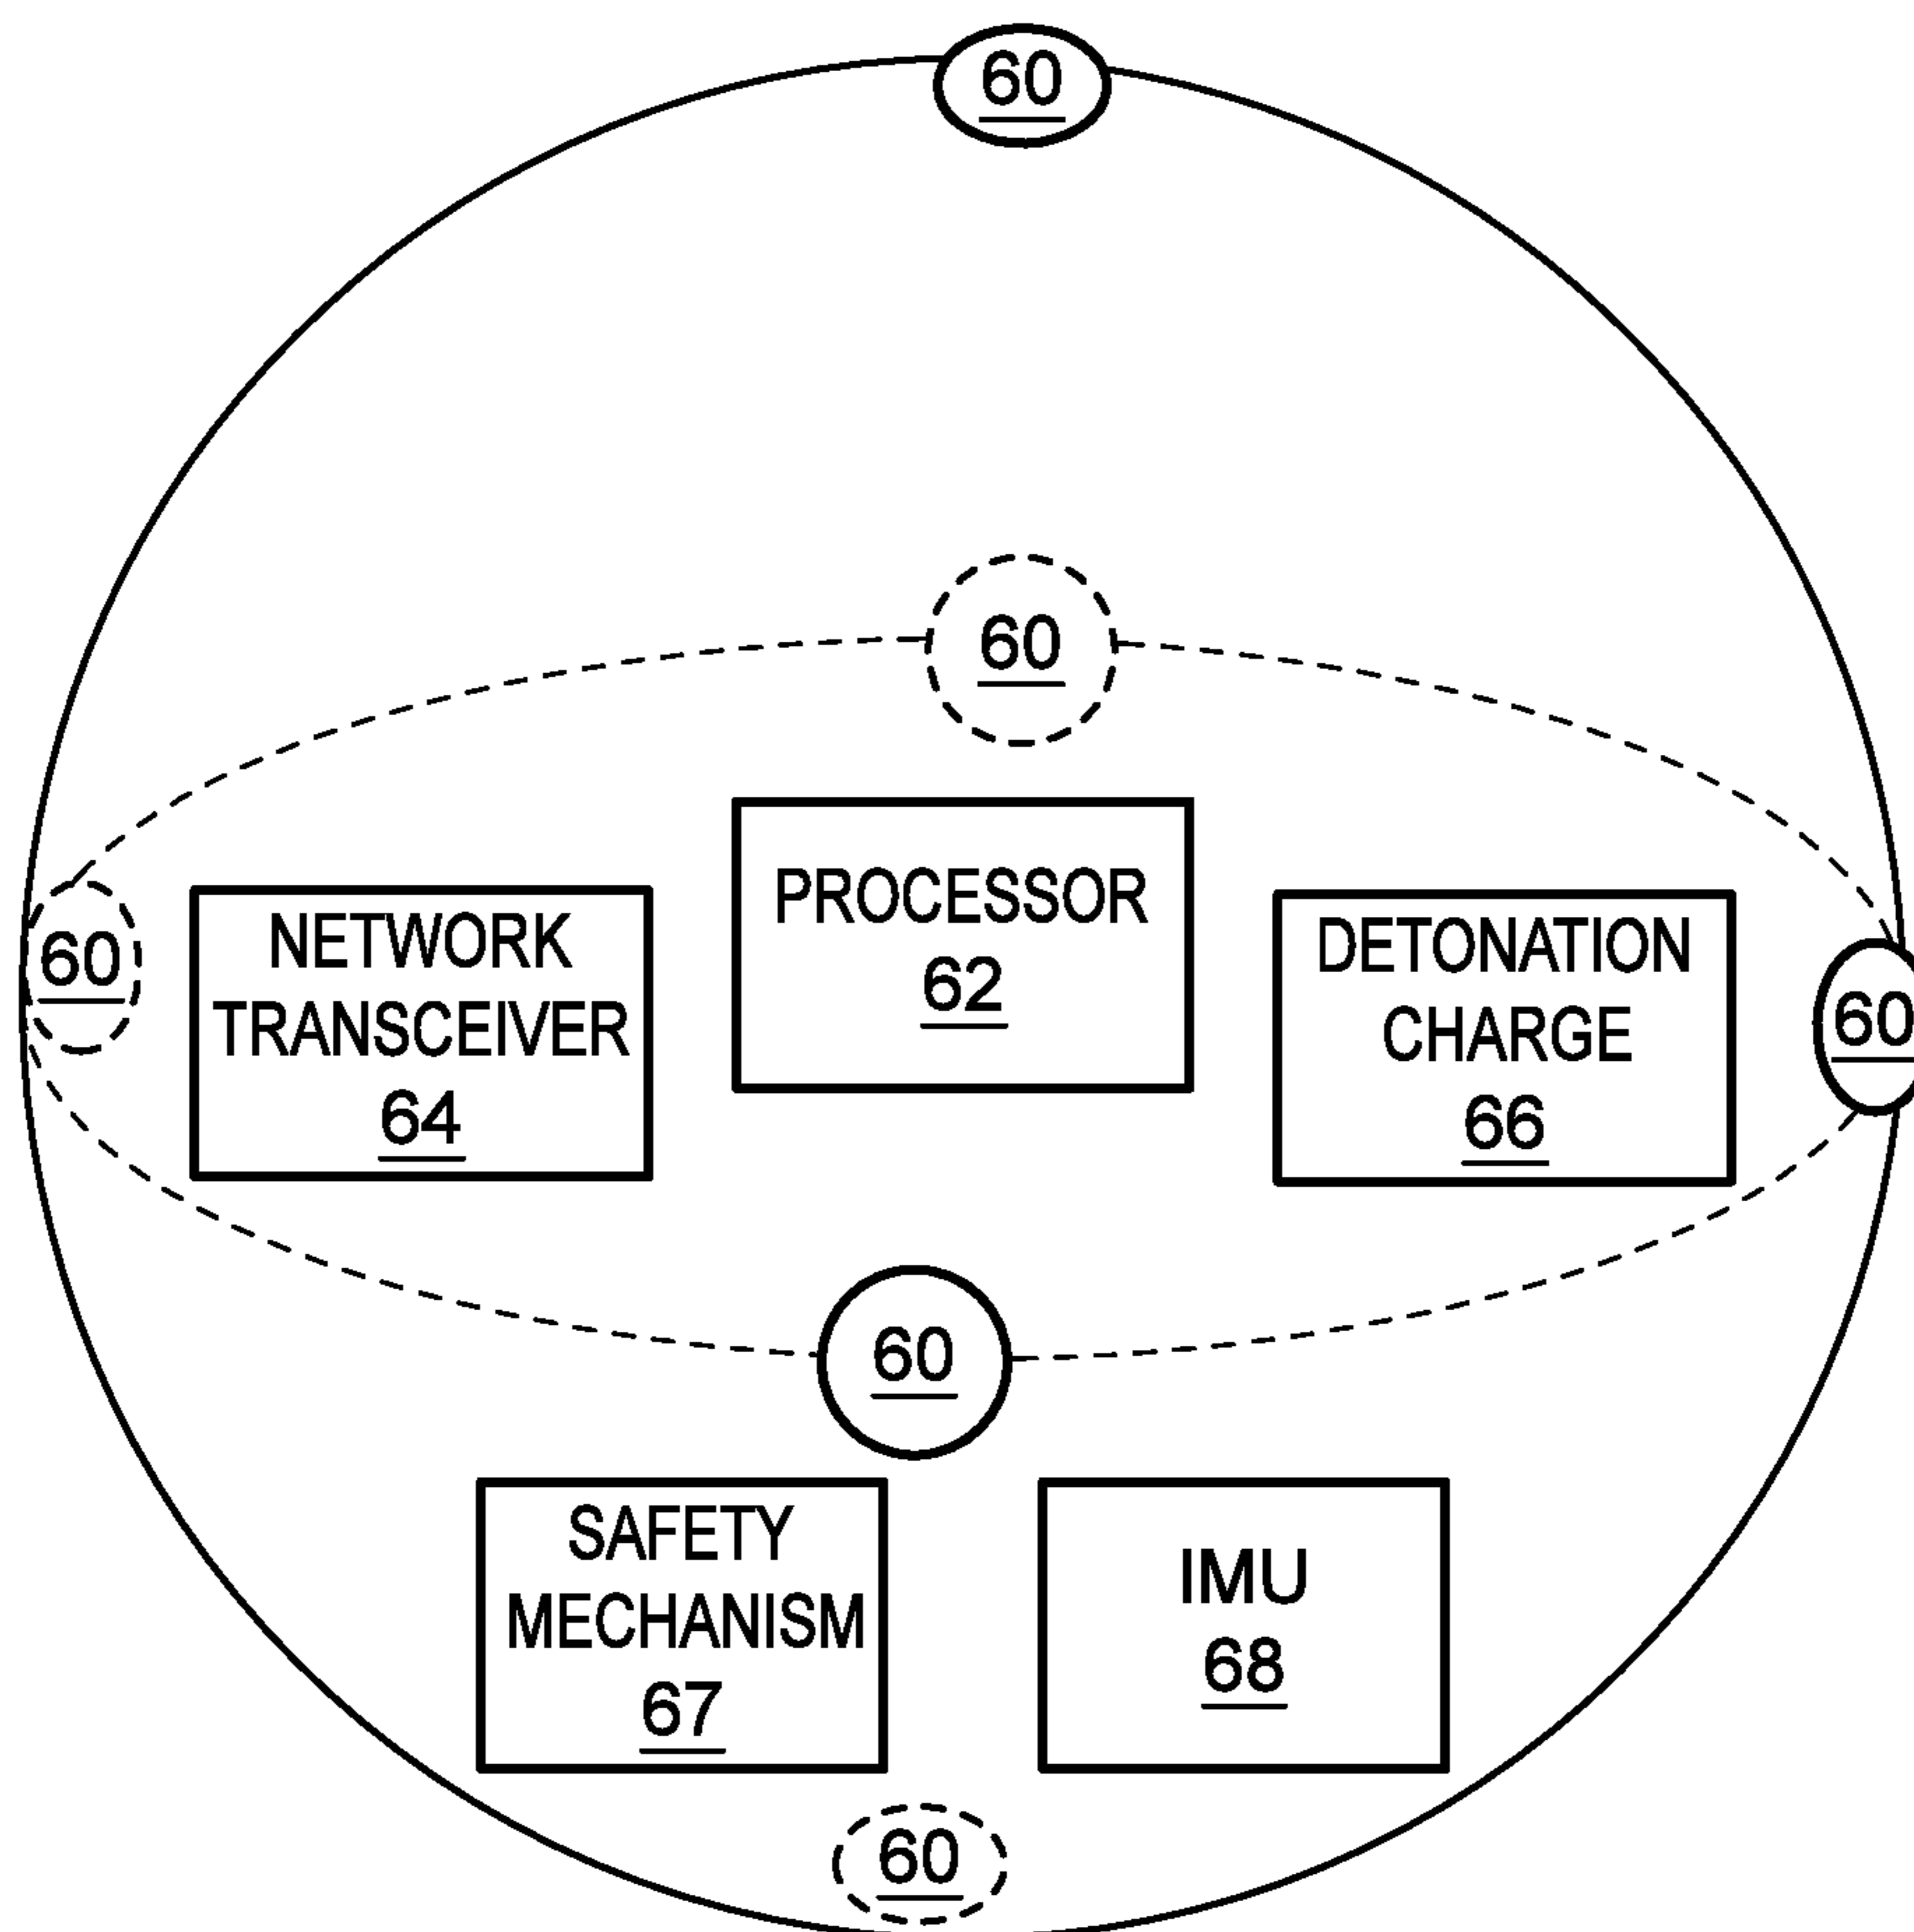 60
60
PROCESSOR
62
NETWORK
TRANSCEIVER
64
DETONATION
CHARGE
66
60
60
60
SAFETY
MECHANISM
67
IMU
68
60